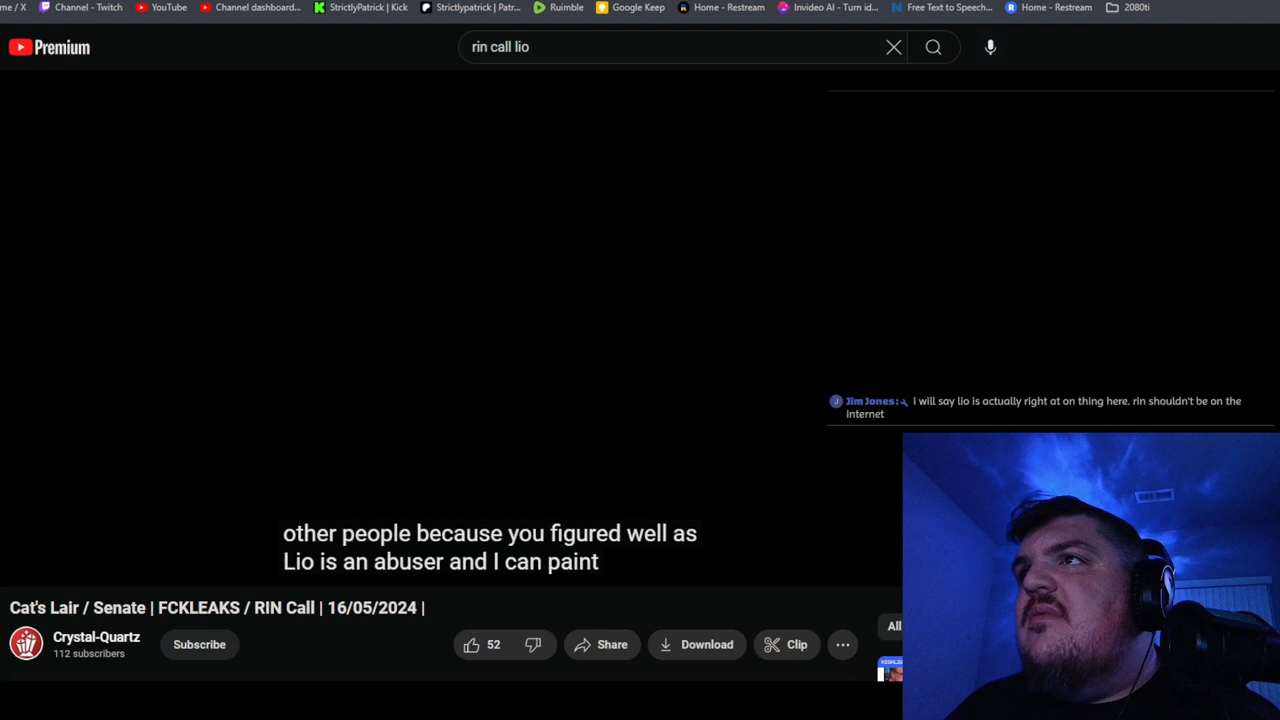 me / X
Channel - Twitch
YouTube
Channel dashboard...
StrictlyPatrick | Kick
Strictlypatrick | Patr...
Rumble
Google Keep
Home - Restream
Invideo AI - Turn id...
Free Text to Speech...
Home - Restream
2080ti
Premium
rin call lio
Jim Jones: i will say lio is actually right at on thing here. rin shouldn't be on the
internet
other people because you figured well as
Lio is an abuser and I can paint
Cat's Lair / Senate | FCKLEAKS / RIN Call | 16/05/2024 |
Crystal-Quartz
112 subscribers
Subscribe
52
Share
Download
Clip
All